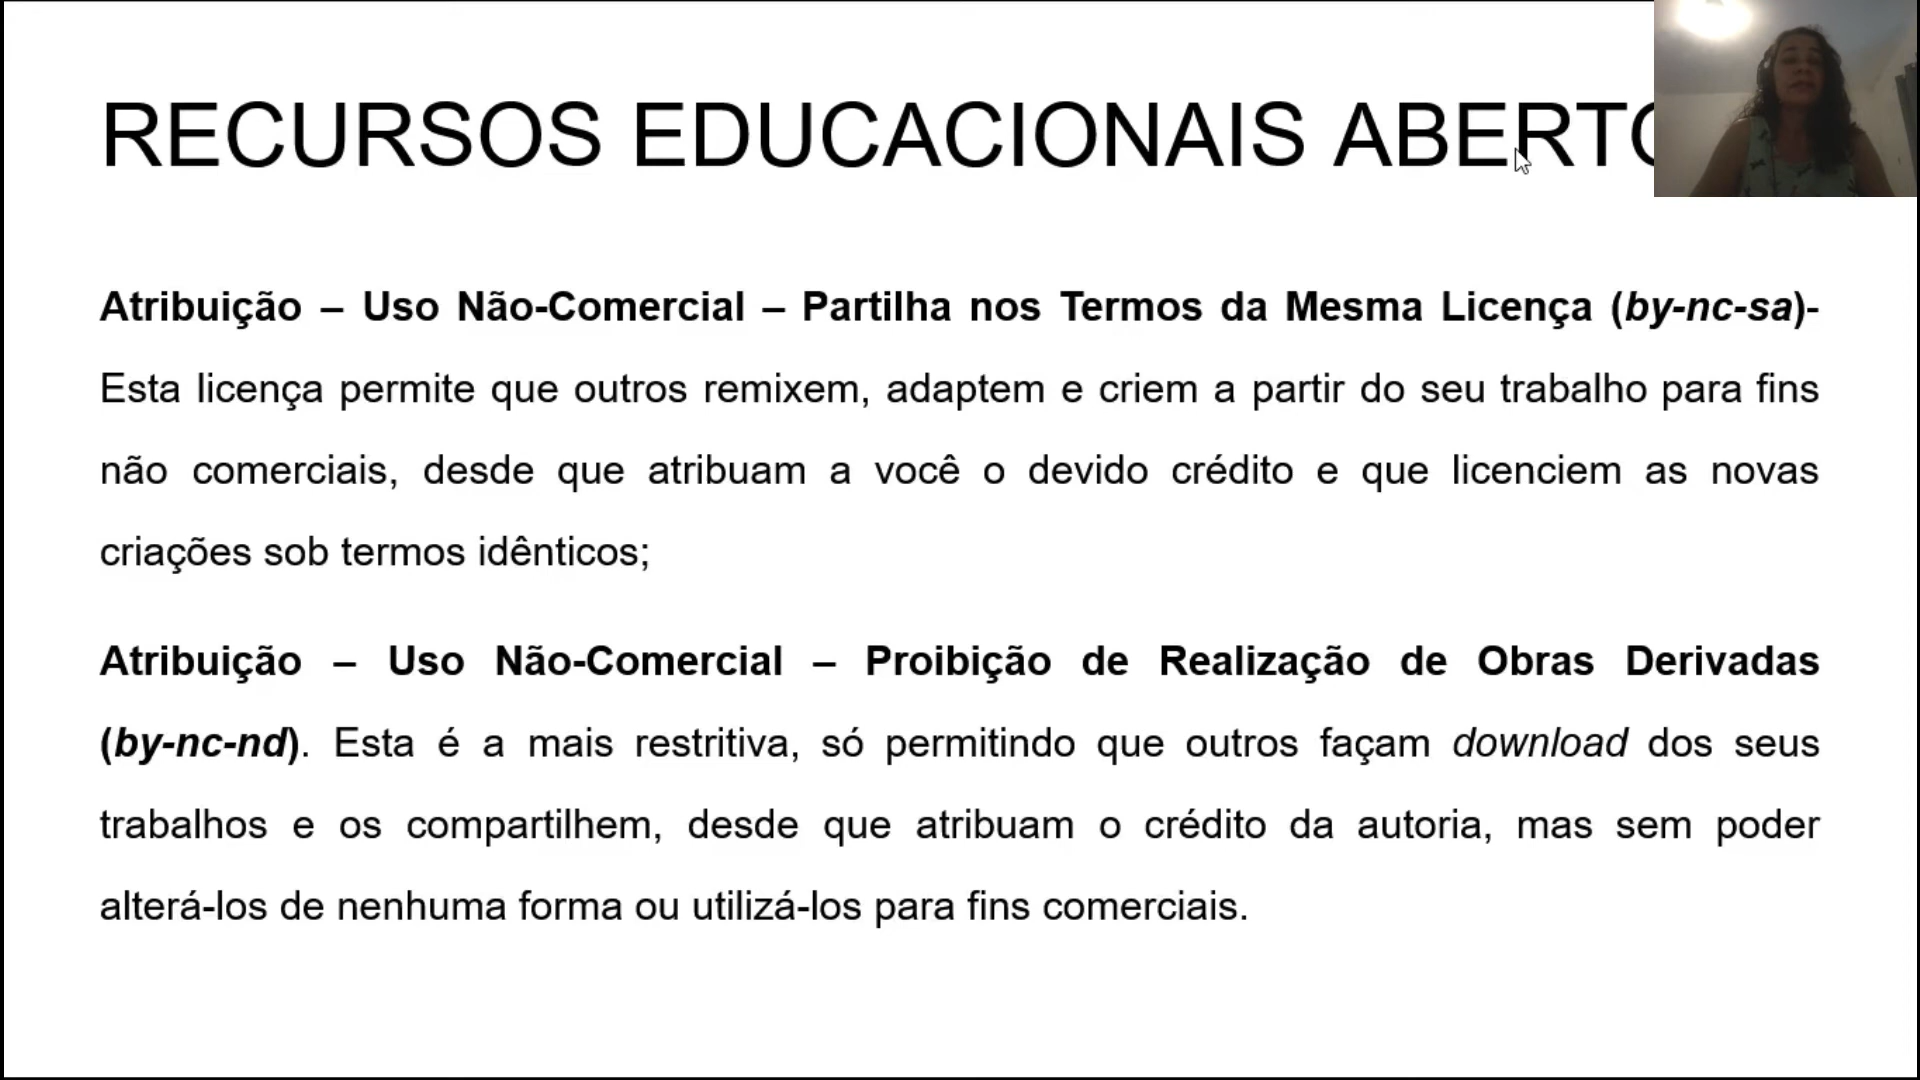 RECURSOS EDUCACIONAIS ABERTO
Atribuição – Uso Não-Comercial – Partilha nos Termos da Mesma Licença (by-nc-sa)-
Esta licença permite que outros remixem, adaptem e criem a partir do seu trabalho para fins
não comerciais, desde que atribuam a você o devido crédito e que licenciem as novas
criações sob termos idênticos;
Atribuição – Uso Não-Comercial – Proibição de Realização de Obras Derivadas
(by-nc-nd). Esta é a mais restritiva, só permitindo que outros façam download dos seus
trabalhos e os compartilhem, desde que atribuam o crédito da autoria, mas sem poder
alterá-los de nenhuma forma ou utilizá-los para fins comerciais.